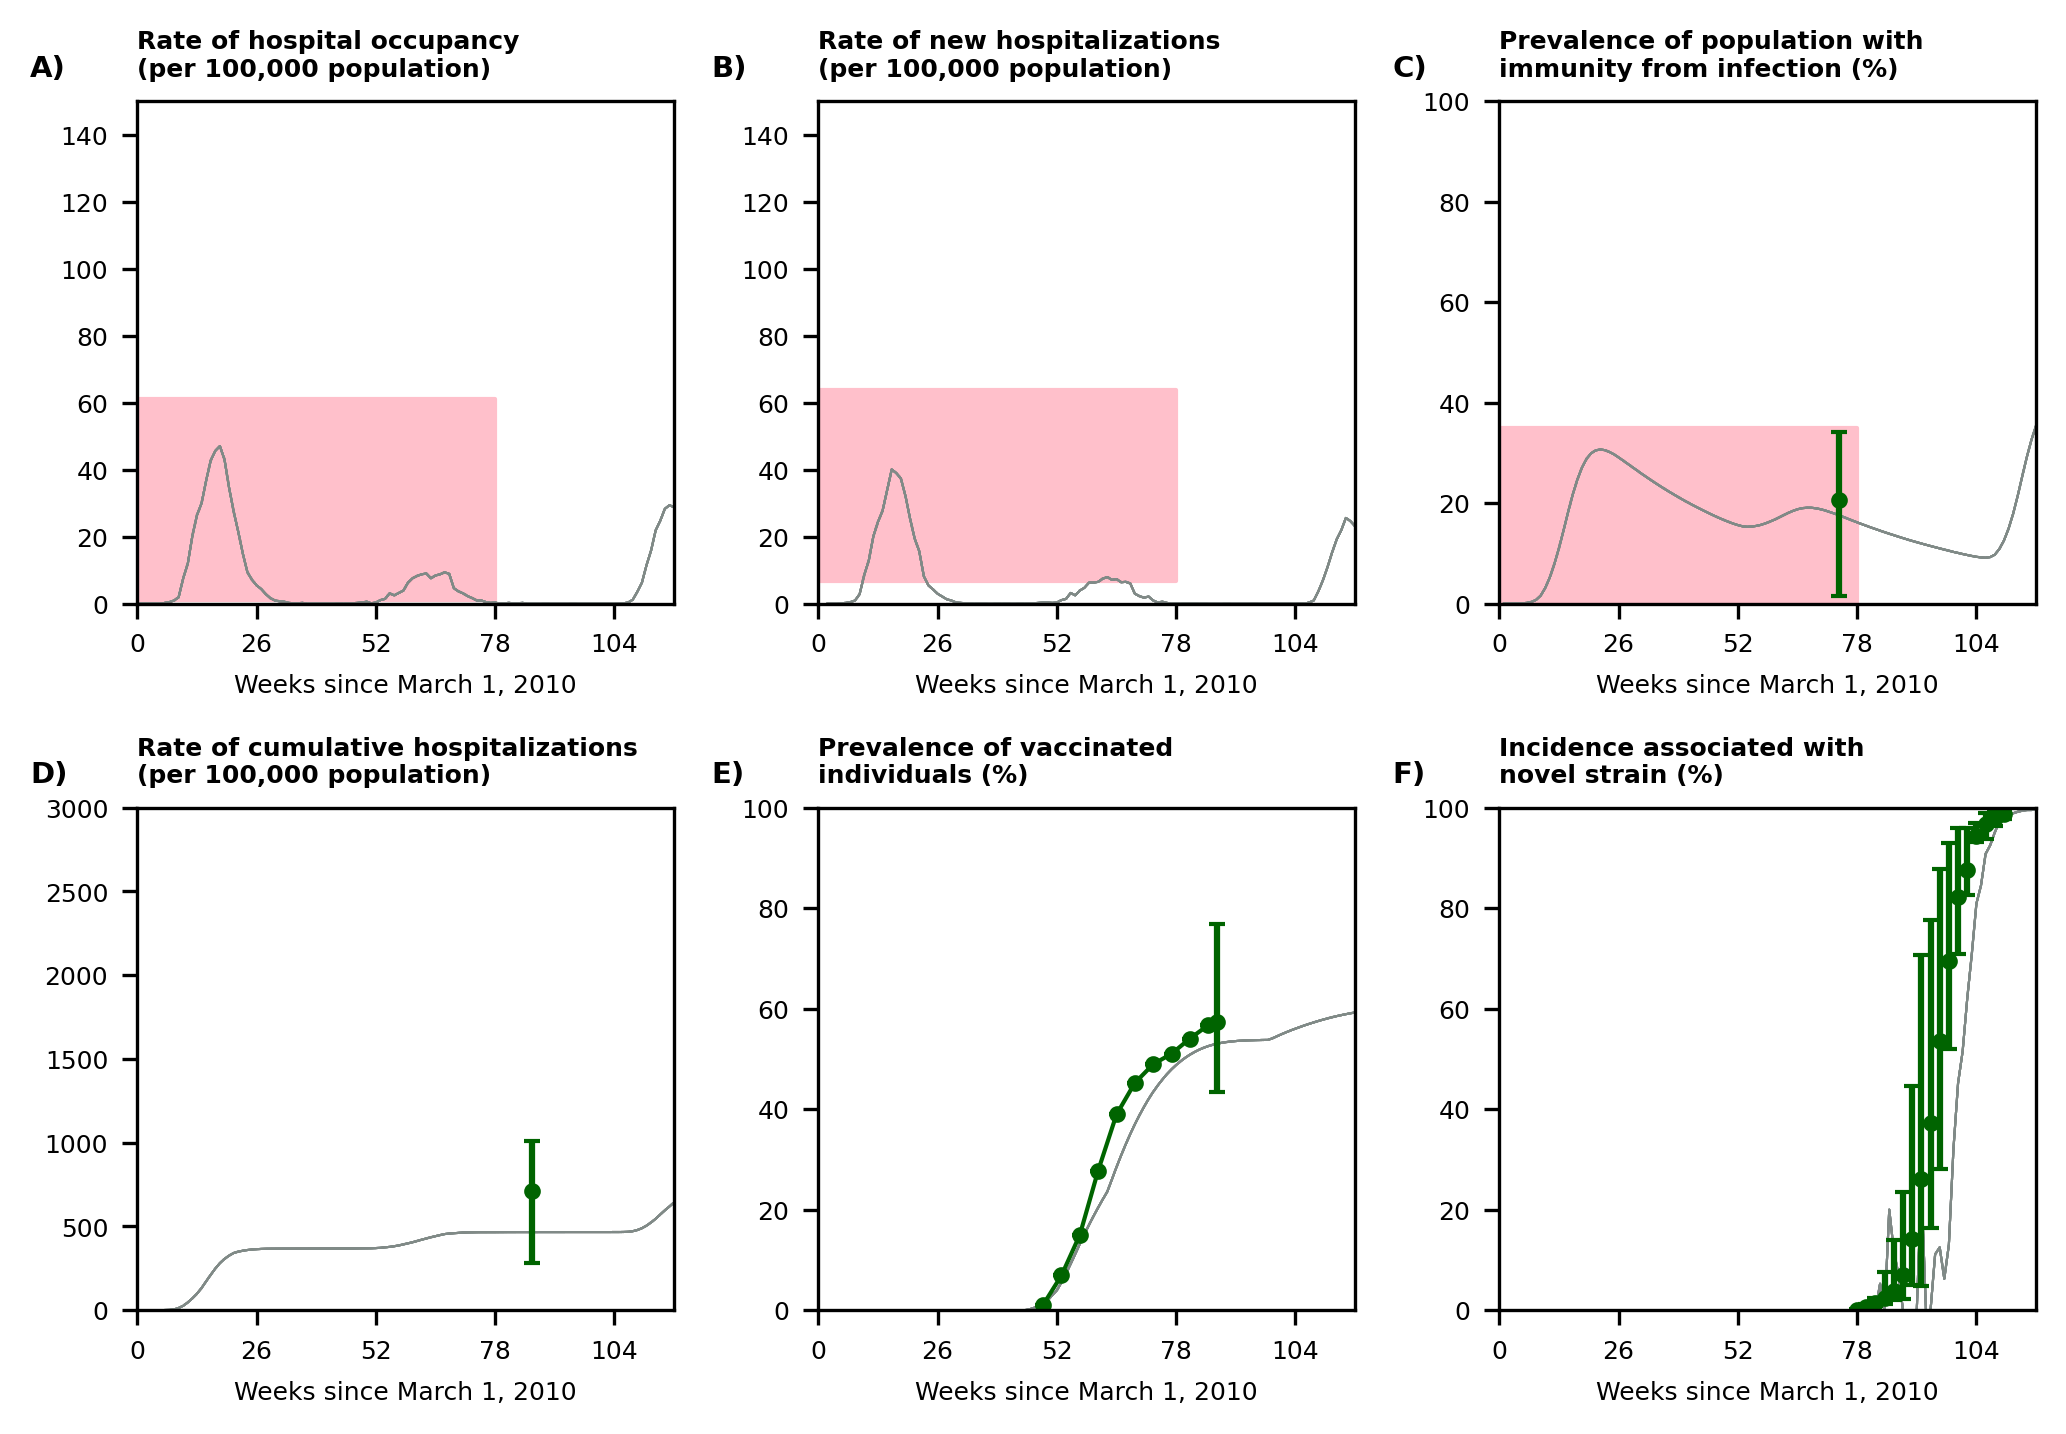 A)
Rate of hospital occupancy
(per 100,000 population)
140
120
100
80
60
40
20
0
0 26 52 78 104
Weeks since March 1, 2010
B)
Rate of new hospitalizations
(per 100,000 population)
140
120
100
80
60
40
20
0
0 26 52 78 104
Weeks since March 1, 2010
C)
Prevalence of population with
immunity from infection (%)
100
80
60
40
20
0
0 26 52 78 104
Weeks since March 1, 2010
D)
Rate of cumulative hospitalizations
(per 100,000 population)
3000
2500
2000
1500
1000
500
0
0 26 52 78 104
Weeks since March 1, 2010
E)
Prevalence of vaccinated
individuals (%)
100
80
60
40
20
0
0 26 52 78 104
Weeks since March 1, 2010
F)
Incidence associated with
novel strain (%)
100
80
60
40
20
0
0 26 52 78 104
Weeks since March 1, 2010